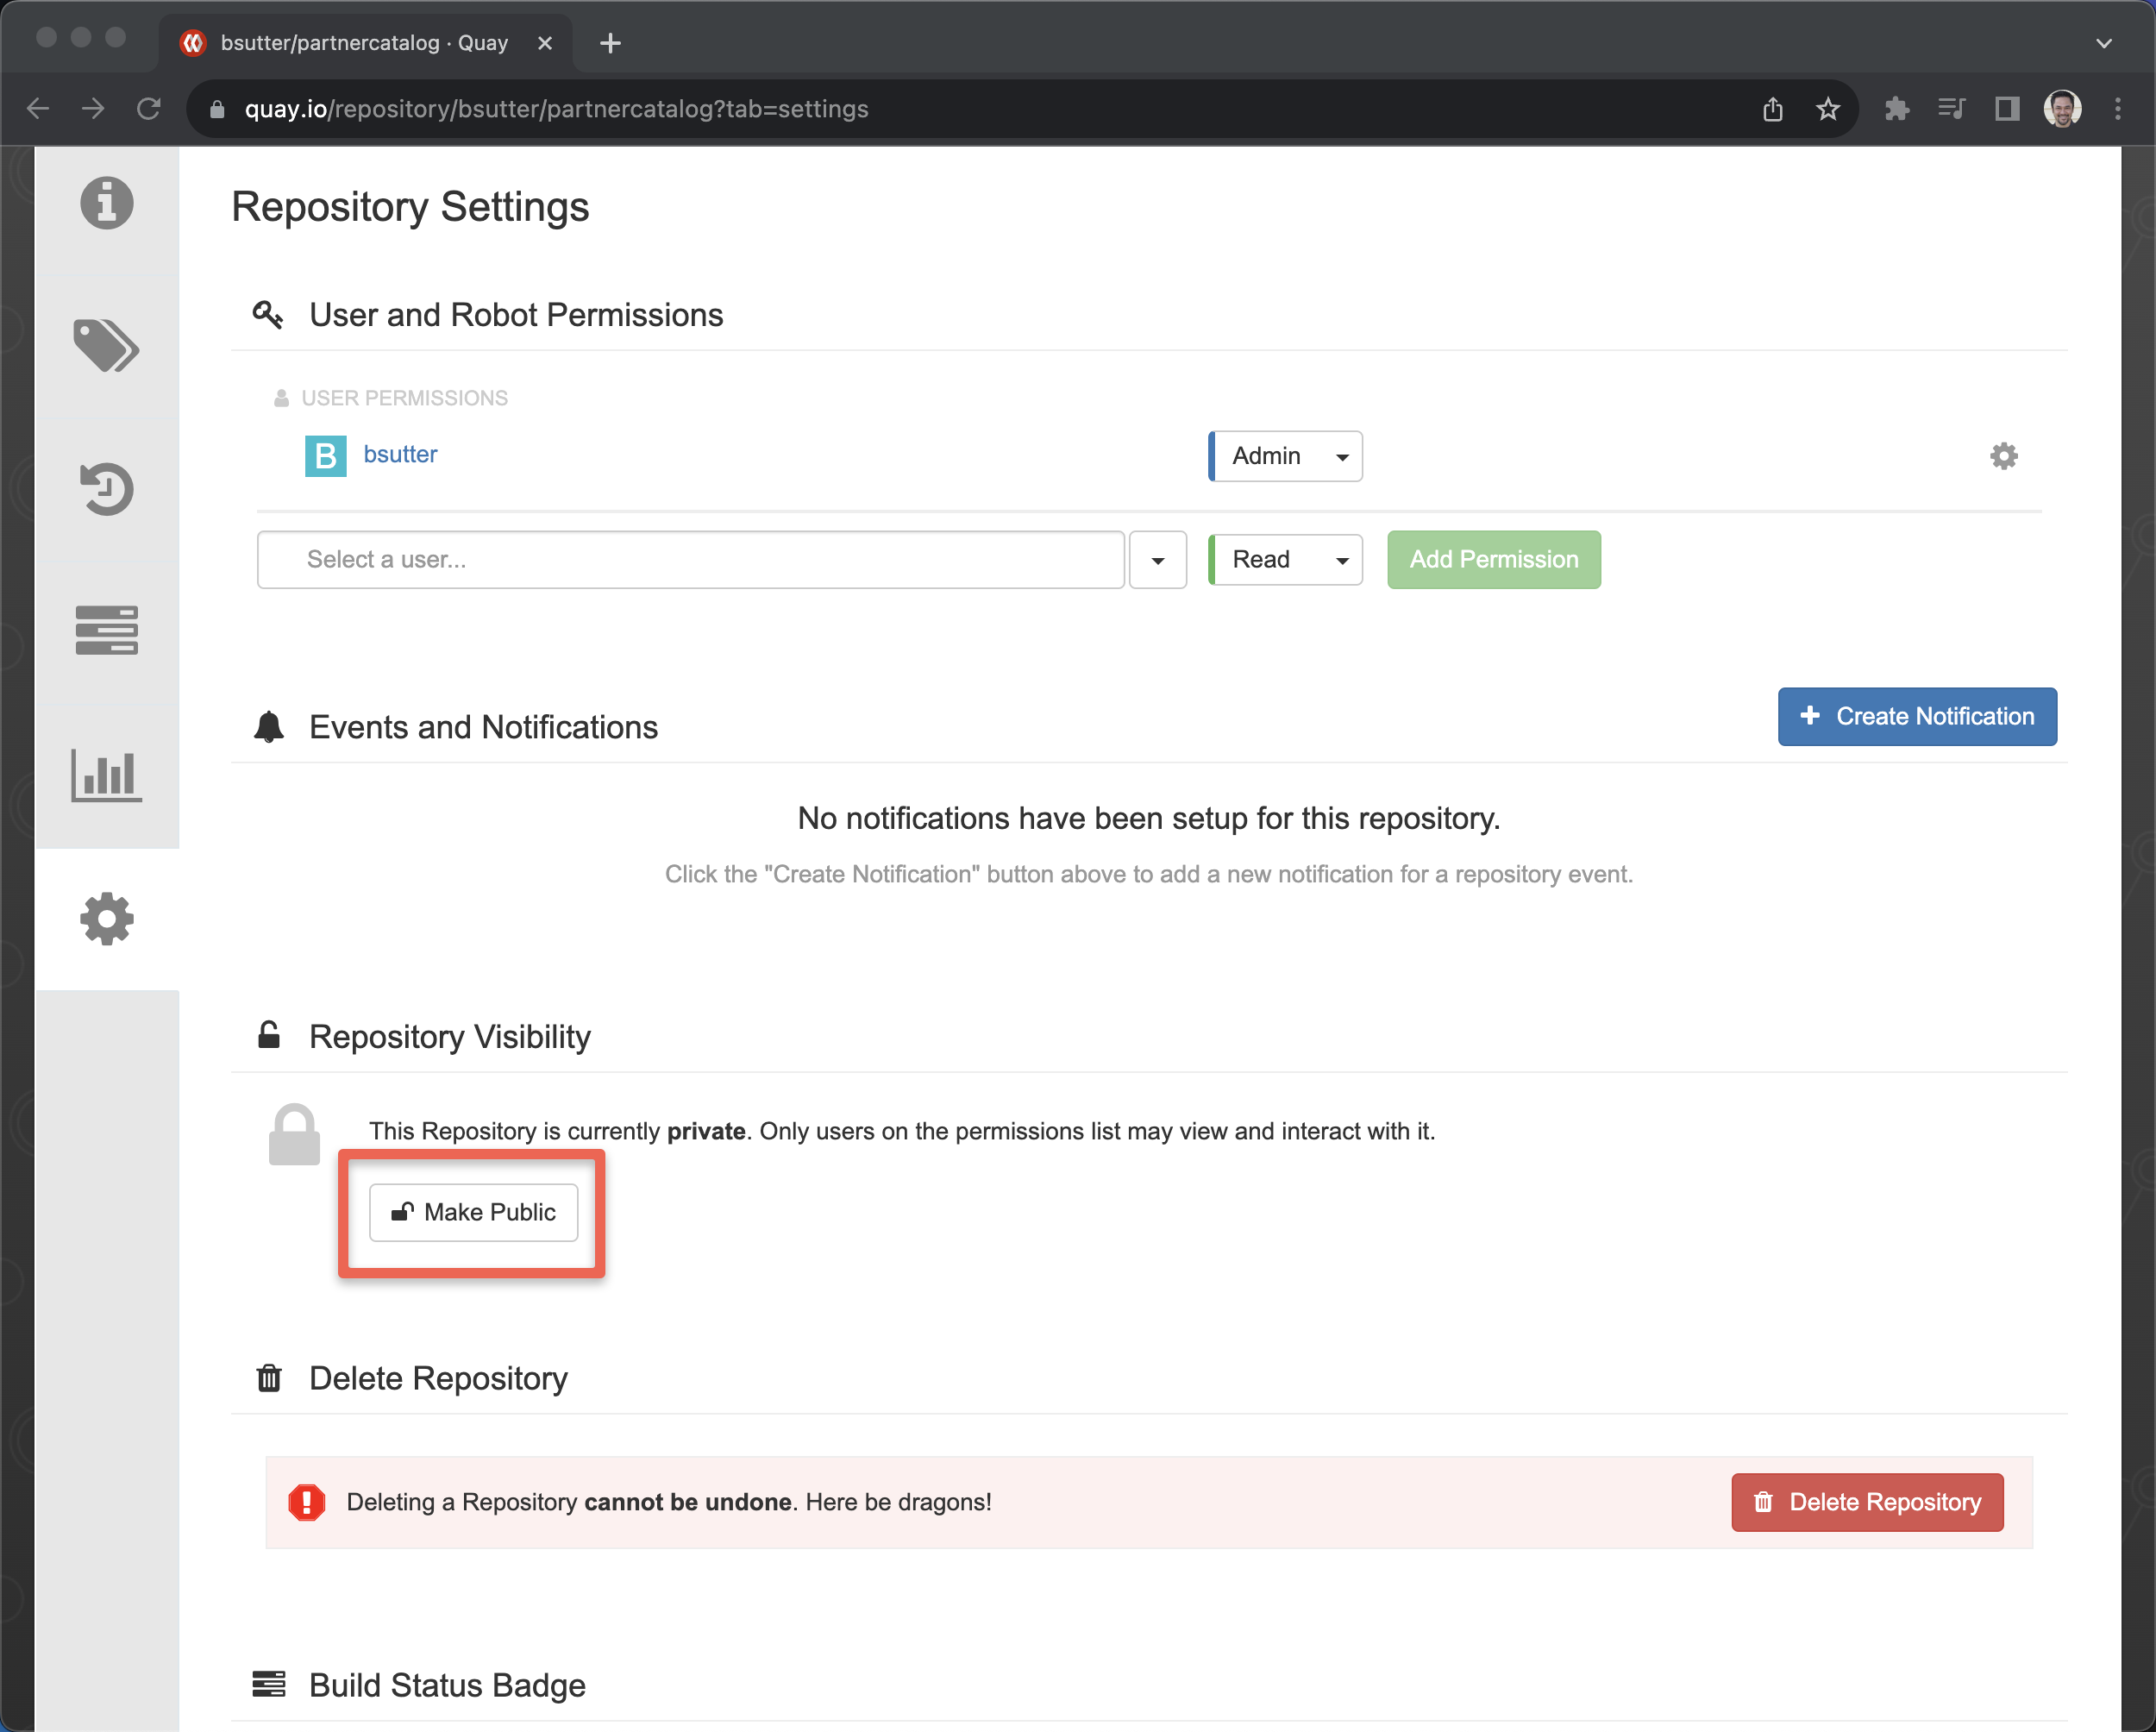 bsutter/partnercatalog · Quay
quay.io/repository/bsutter/partnercatalog?tab=settings
Repository Settings
User and Robot Permissions
USER PERMISSIONS
B bsutter Admin
Select a user... Read Add Permission
Events and Notifications Create Notification
No notifications have been setup for this repository.
Click the "Create Notification" button above to add a new notification for a repository event.
Repository Visibility
This Repository is currently private. Only users on the permissions list may view and interact with it.
Make Public
Delete Repository
Deleting a Repository cannot be undone. Here be dragons! Delete Repository
Build Status Badge